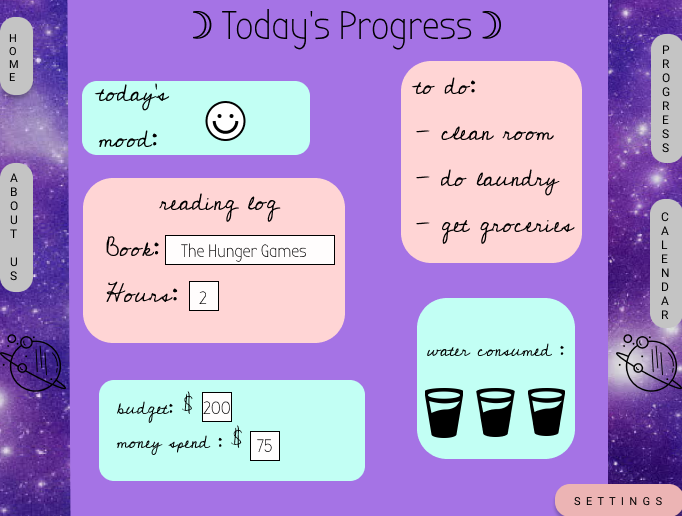 Today's Progress
HOME
ABOUT US
PROGRESS
CALENDAR
today's
mood:
to do:
- clean room
- do laundry
- get groceries
reading log
Book: The Hunger Games
Hours: 2
water consumed :
budget: $ 200
money spend : $ 75
SETTINGS